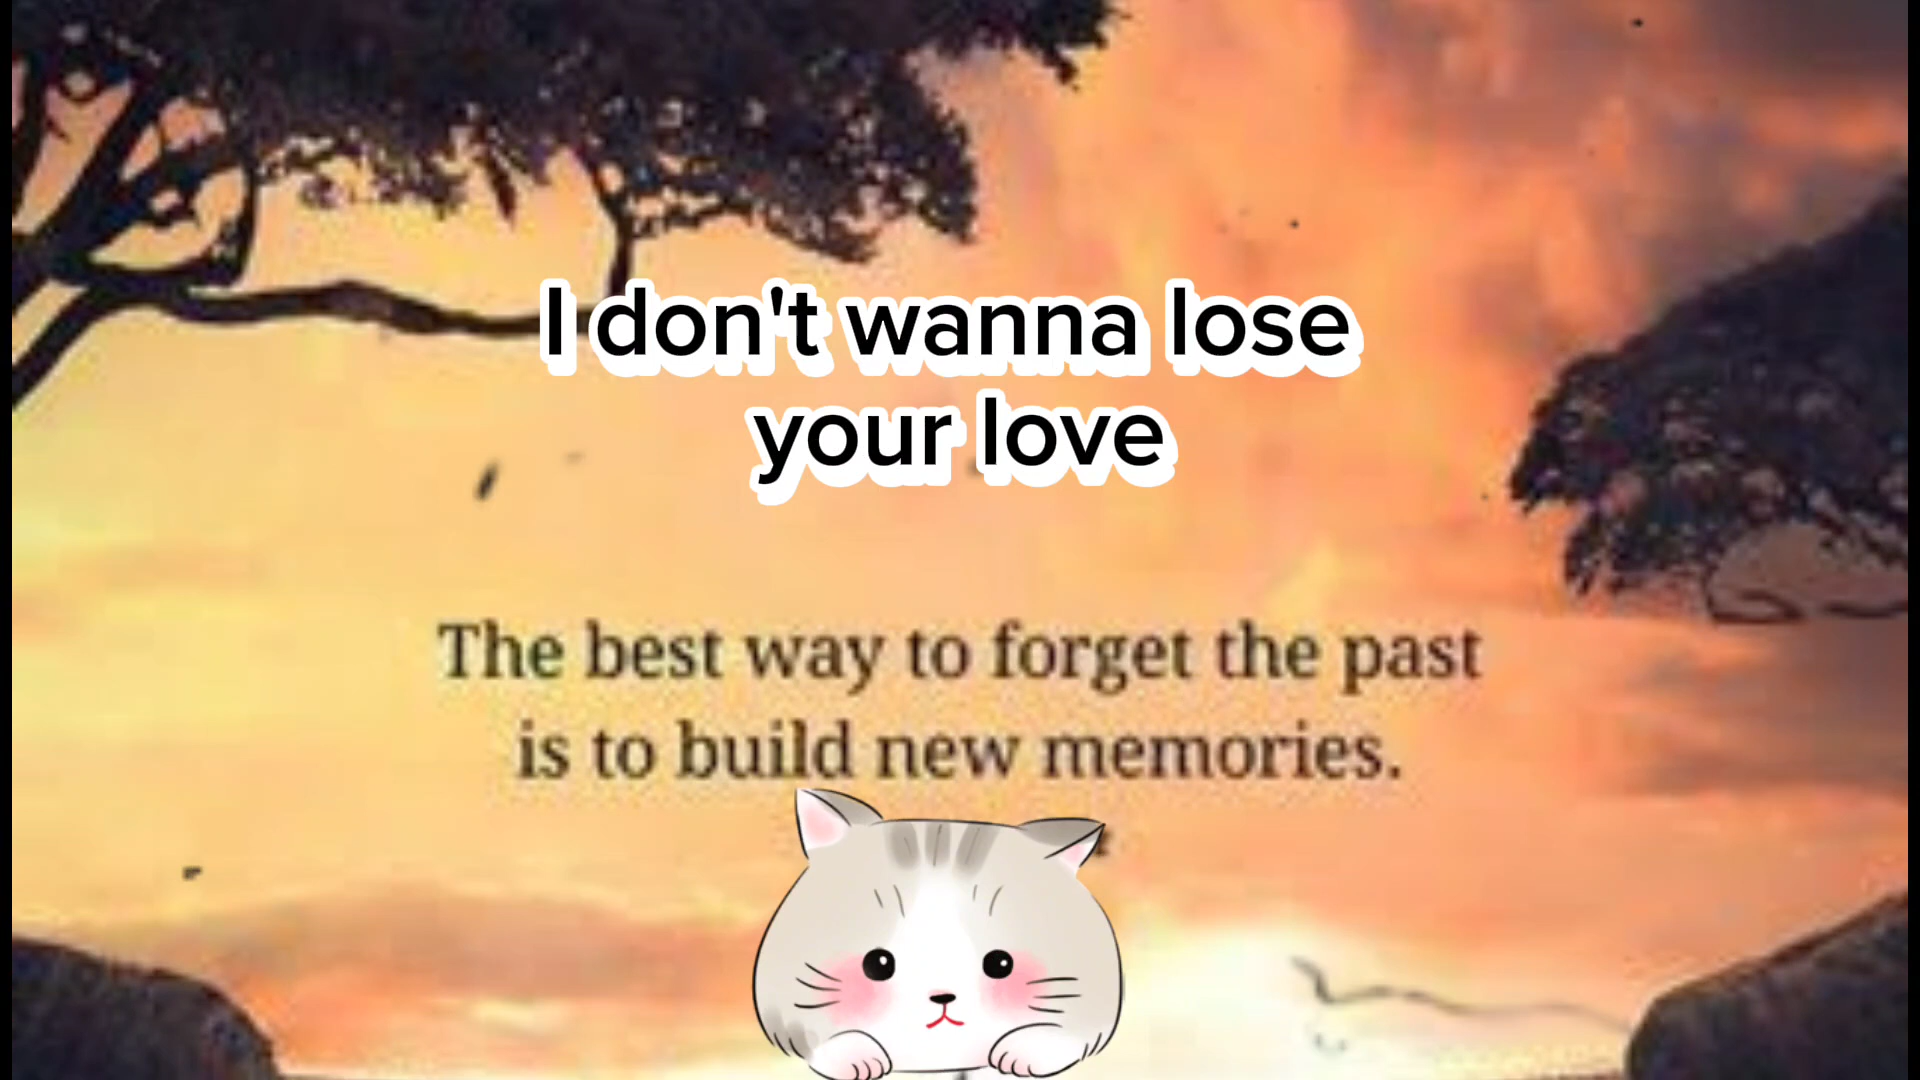 I don't wanna lose
your love
The best way to forget the past
is to build new memories.